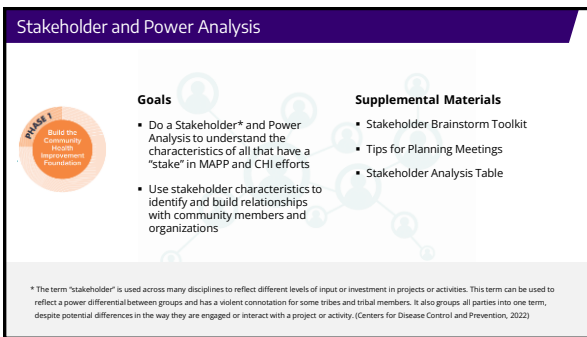 Stakeholder and Power Analysis
PHASE 1
Build the
Community
Health
Improvement
Foundation
Goals
▪ Do a Stakeholder* and Power
Analysis to understand the
characteristics of all that have a
“stake” in MAPP and CHI efforts
▪ Use stakeholder characteristics to
identify and build relationships
with community members and
organizations
Supplemental Materials
▪ Stakeholder Brainstorm Toolkit
▪ Tips for Planning Meetings
▪ Stakeholder Analysis Table
* The term “stakeholder” is used across many disciplines to reflect different levels of input or investment in projects or activities. This term can be used to
reflect a power differential between groups and has a violent connotation for some tribes and tribal members. It also groups all parties into one term,
despite potential differences in the way they are engaged or interact with a project or activity. (Centers for Disease Control and Prevention, 2022)